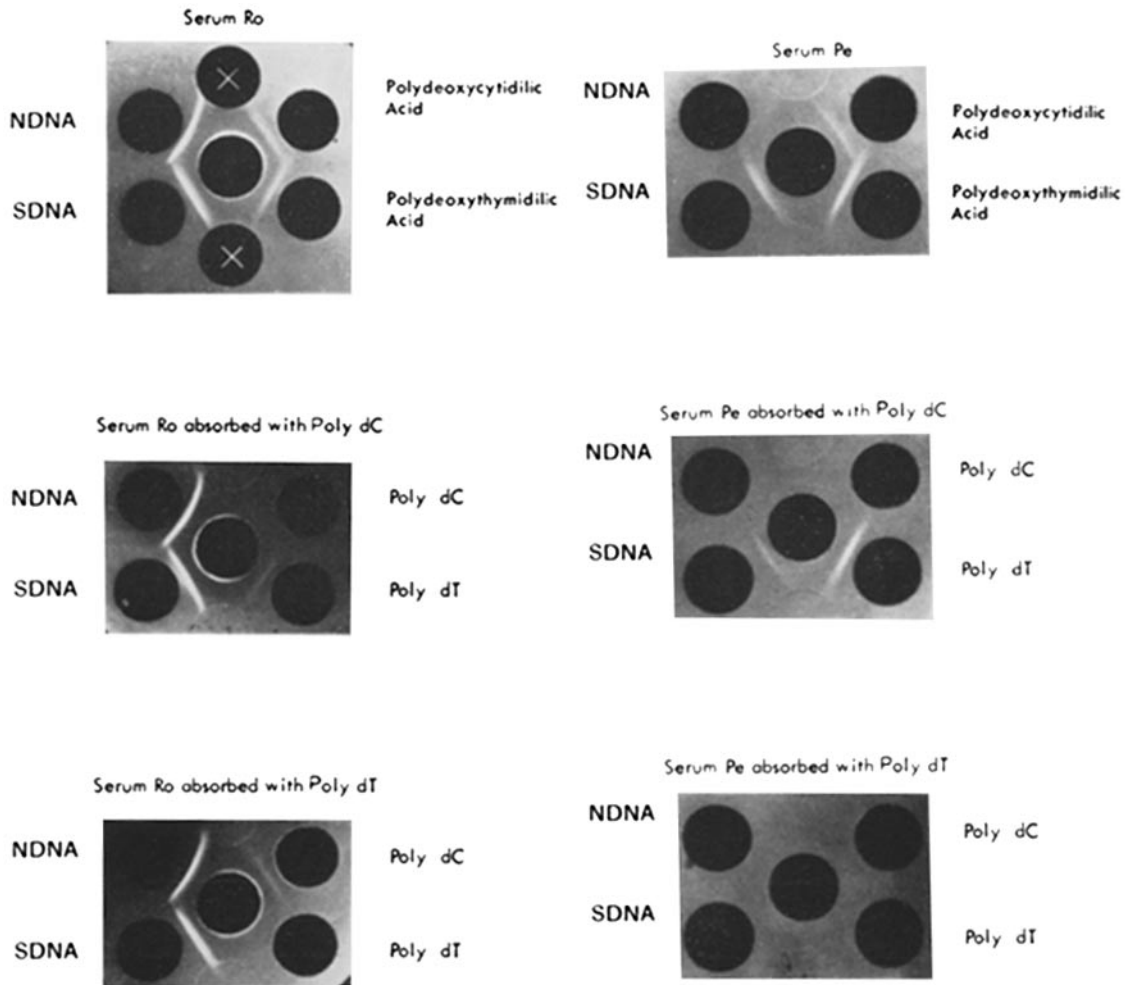 Serum Ro
NDNA
SDNA
Polydeoxycytidilic
Acid
Polydeoxythymidilic
Acid
Serum Pe
NDNA
SDNA
Polydeoxycytidilic
Acid
Polydeoxythymidilic
Acid
Serum Ro absorbed with Poly dC
NDNA
SDNA
Poly dC
Poly dT
Serum Pe absorbed with Poly dC
NDNA
SDNA
Poly dC
Poly dT
Serum Ro absorbed with Poly dT
NDNA
SDNA
Poly dC
Poly dT
Serum Pe absorbed with Poly dT
NDNA
SDNA
Poly dC
Poly dT